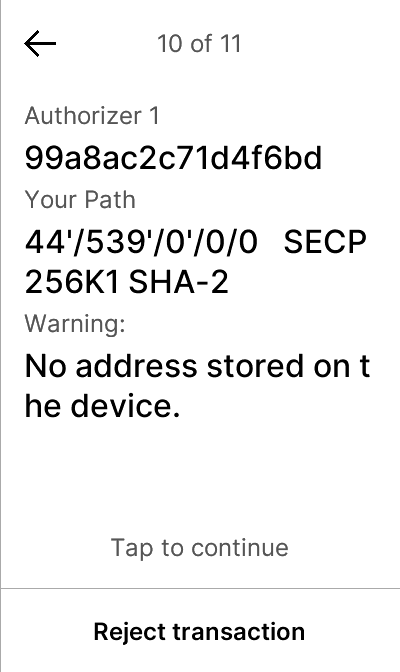 10 of 11
Authorizer 1
99a8ac2c71d4f6bd
Your Path
44'/539'/0'/0/0   SECP
256K1 SHA-2
Warning:
No address stored on t
he device.
Tap to continue
Reject transaction